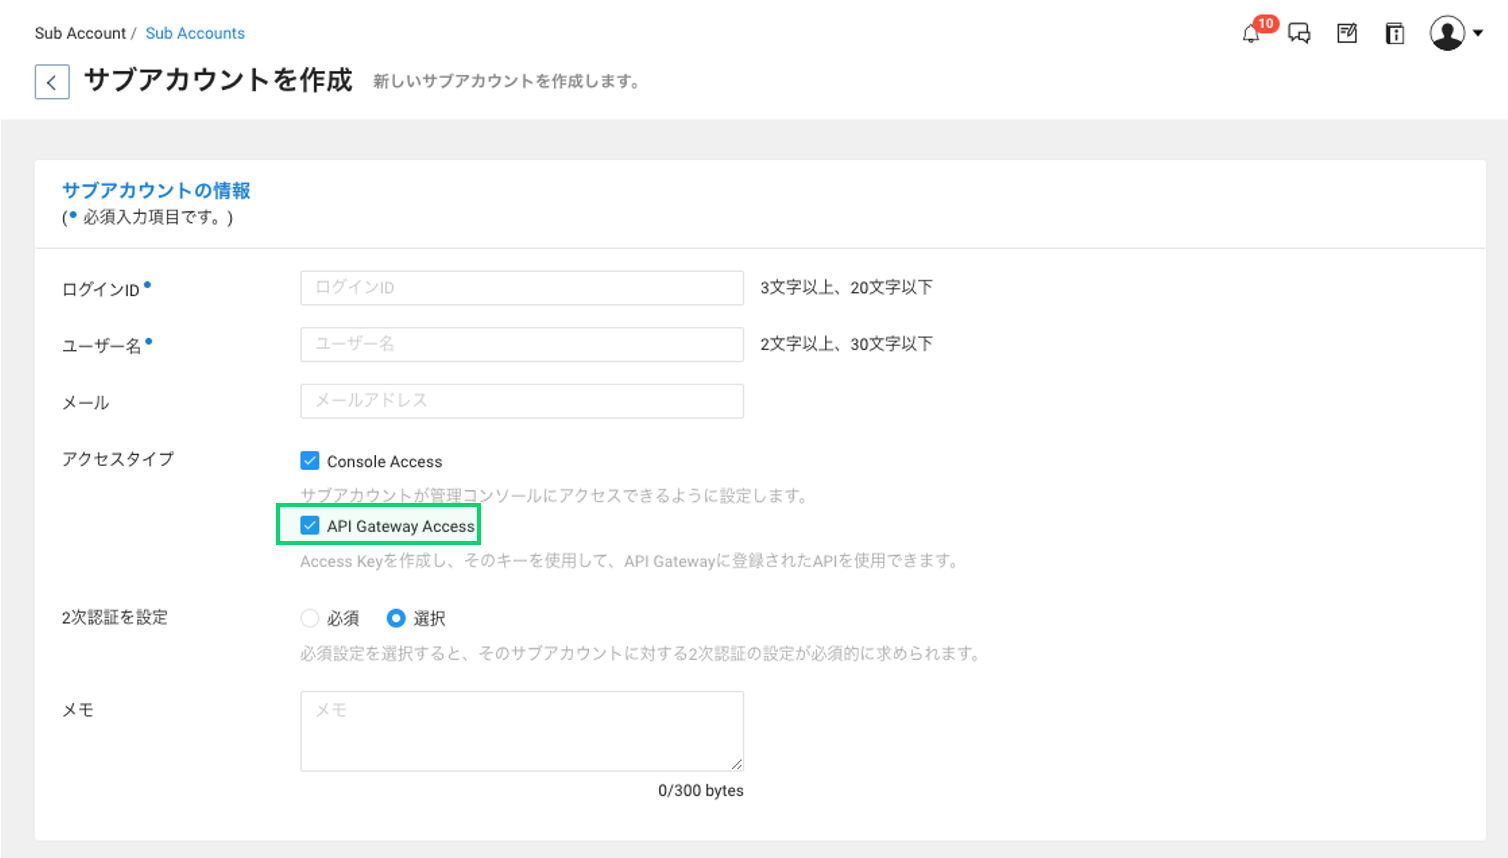 Sub Account / Sub Accounts
10
サブアカウントを作成 新しいサブアカウントを作成します。
サブアカウントの情報
(• 必須入力項目です。)
ログインID • ログインID 3文字以上、20文字以下
ユーザー名 • ユーザー名 2文字以上、30文字以下
メール メールアドレス
アクセスタイプ Console Access
サブアカウントが管理コンソールにアクセスできるように設定します。
API Gateway Access
Access Keyを作成し、そのキーを使用して、API Gatewayに登録されたAPIを使用できます。
2次認証を設定 必須 選択
必須設定を選択すると、そのサブアカウントに対する2次認証の設定が必須的に求められます。
メモ メモ
0/300 bytes